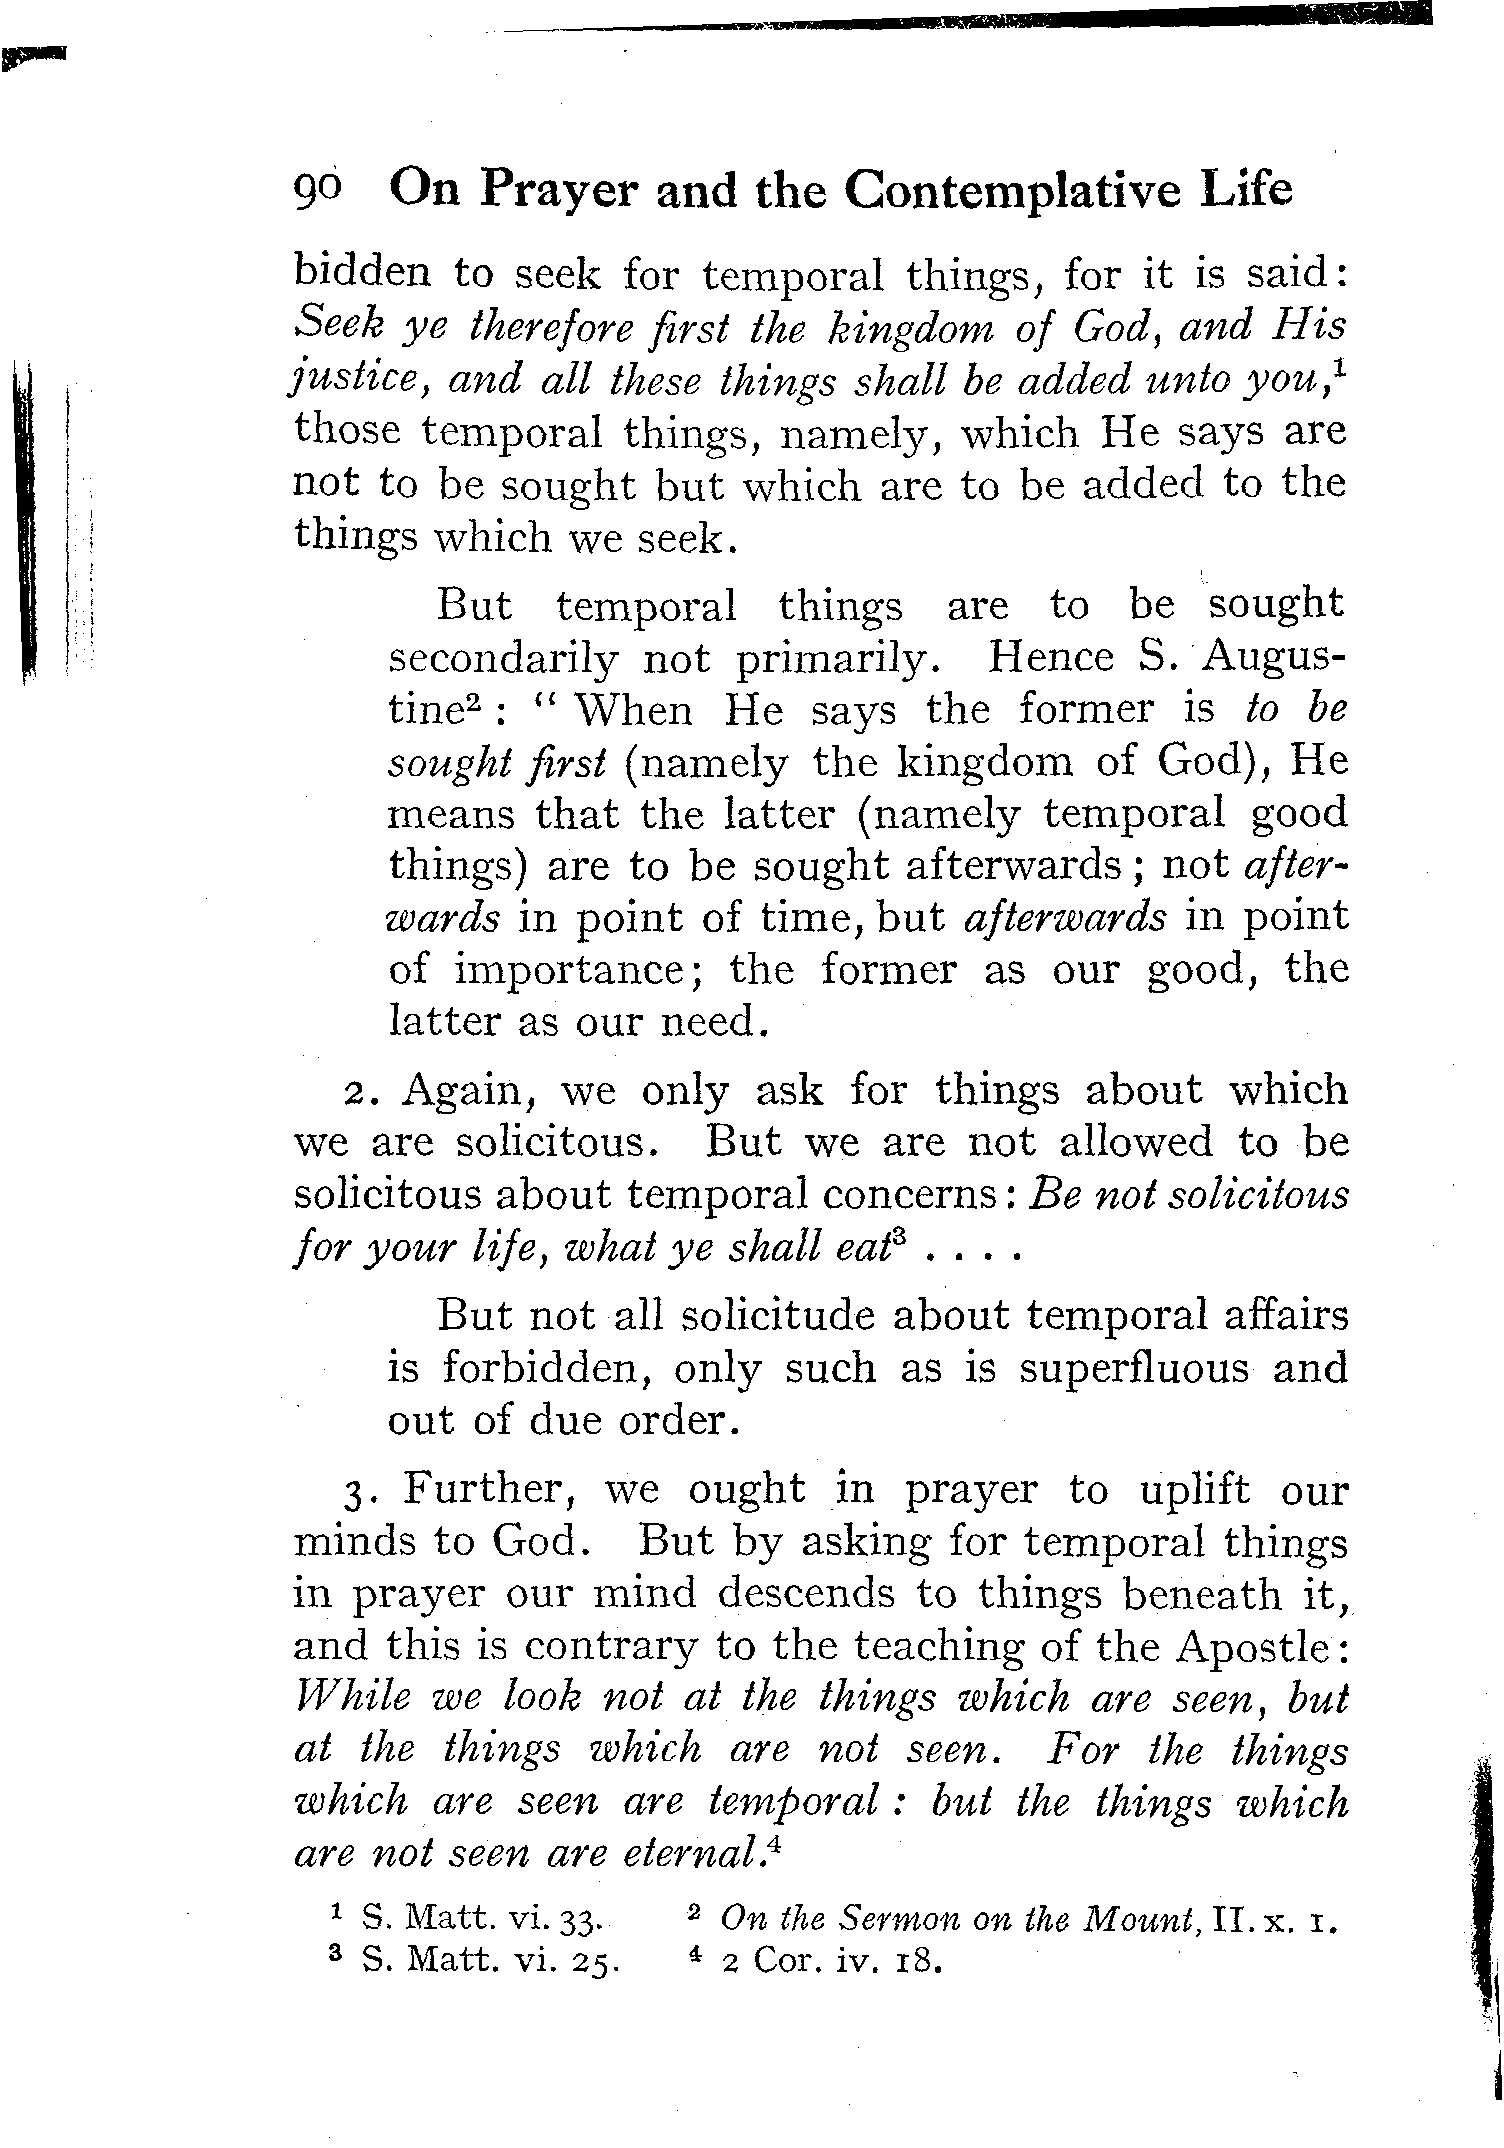 90 On Prayer and the Contemplative Life
bidden to seek for temporal things, for it is said:
Seek ye therefore first the kingdom of God, and His
justice, and all these things shall be added unto you,¹
those temporal things, namely, which He says are
not to be sought but which are to be added to the
things which we seek.
But temporal things are to be sought
secondarily not primarily. Hence S. Augus-
tine² : “ When He says the former is to be
sought first (namely the kingdom of God), He
means that the latter (namely temporal good
things) are to be sought afterwards ; not after-
wards in point of time, but afterwards in point
of importance; the former as our good, the
latter as our need.
2. Again, we only ask for things about which
we are solicitous. But we are not allowed to be
solicitous about temporal concerns : Be not solicitous
for your life, what ye shall eat³ . . . .
But not all solicitude about temporal affairs
is forbidden, only such as is superfluous and
out of due order.
3. Further, we ought in prayer to uplift our
minds to God. But by asking for temporal things
in prayer our mind descends to things beneath it,
and this is contrary to the teaching of the Apostle :
While we look not at the things which are seen, but
at the things which are not seen. For the things
which are seen are temporal : but the things which
are not seen are eternal.⁴
¹ S. Matt. vi. 33. ² On the Sermon on the Mount, II. x. 1.
³ S. Matt. vi. 25. ⁴ 2 Cor. iv. 18.